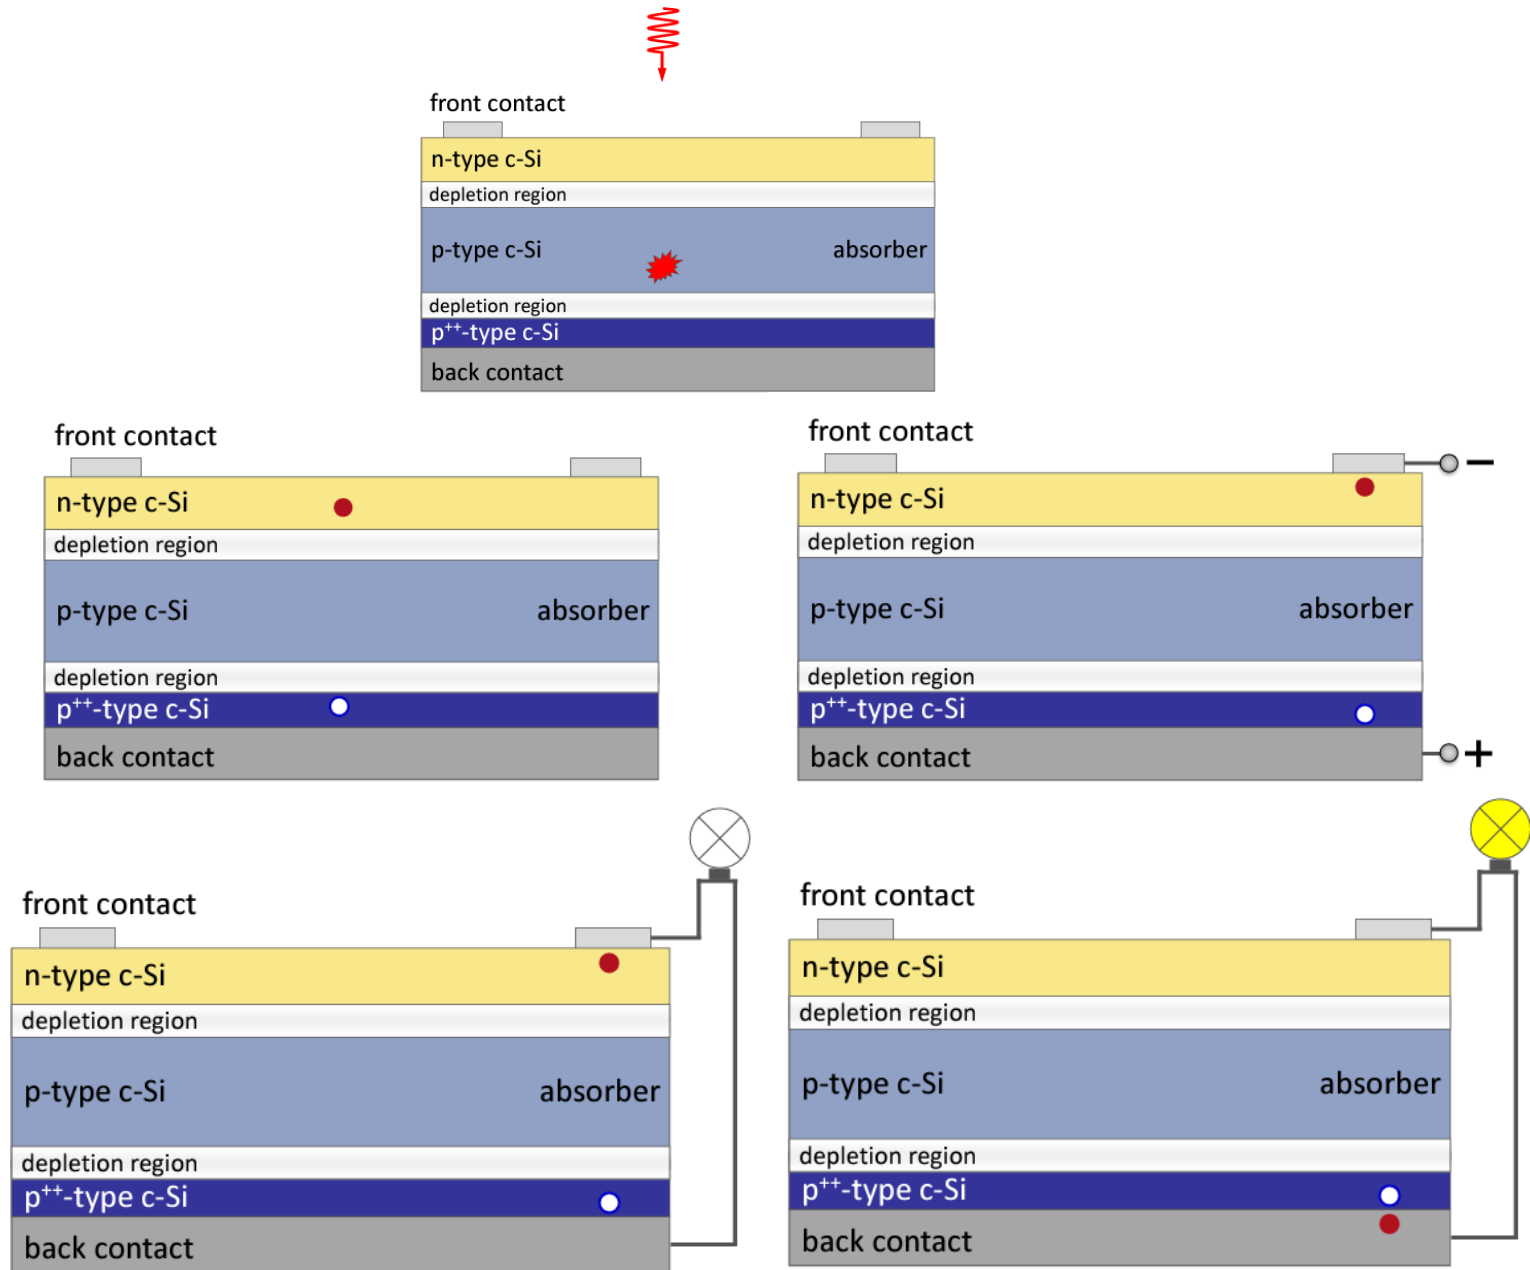 front contact
n-type c-Si
depletion region
p-type c-Si absorber
depletion region
p++-type c-Si
back contact
front contact
n-type c-Si
depletion region
p-type c-Si absorber
depletion region
p++-type c-Si
back contact
front contact
−
n-type c-Si
depletion region
p-type c-Si absorber
depletion region
p++-type c-Si
back contact
+
front contact
n-type c-Si
depletion region
p-type c-Si absorber
depletion region
p++-type c-Si
back contact
front contact
n-type c-Si
depletion region
p-type c-Si absorber
depletion region
p++-type c-Si
back contact